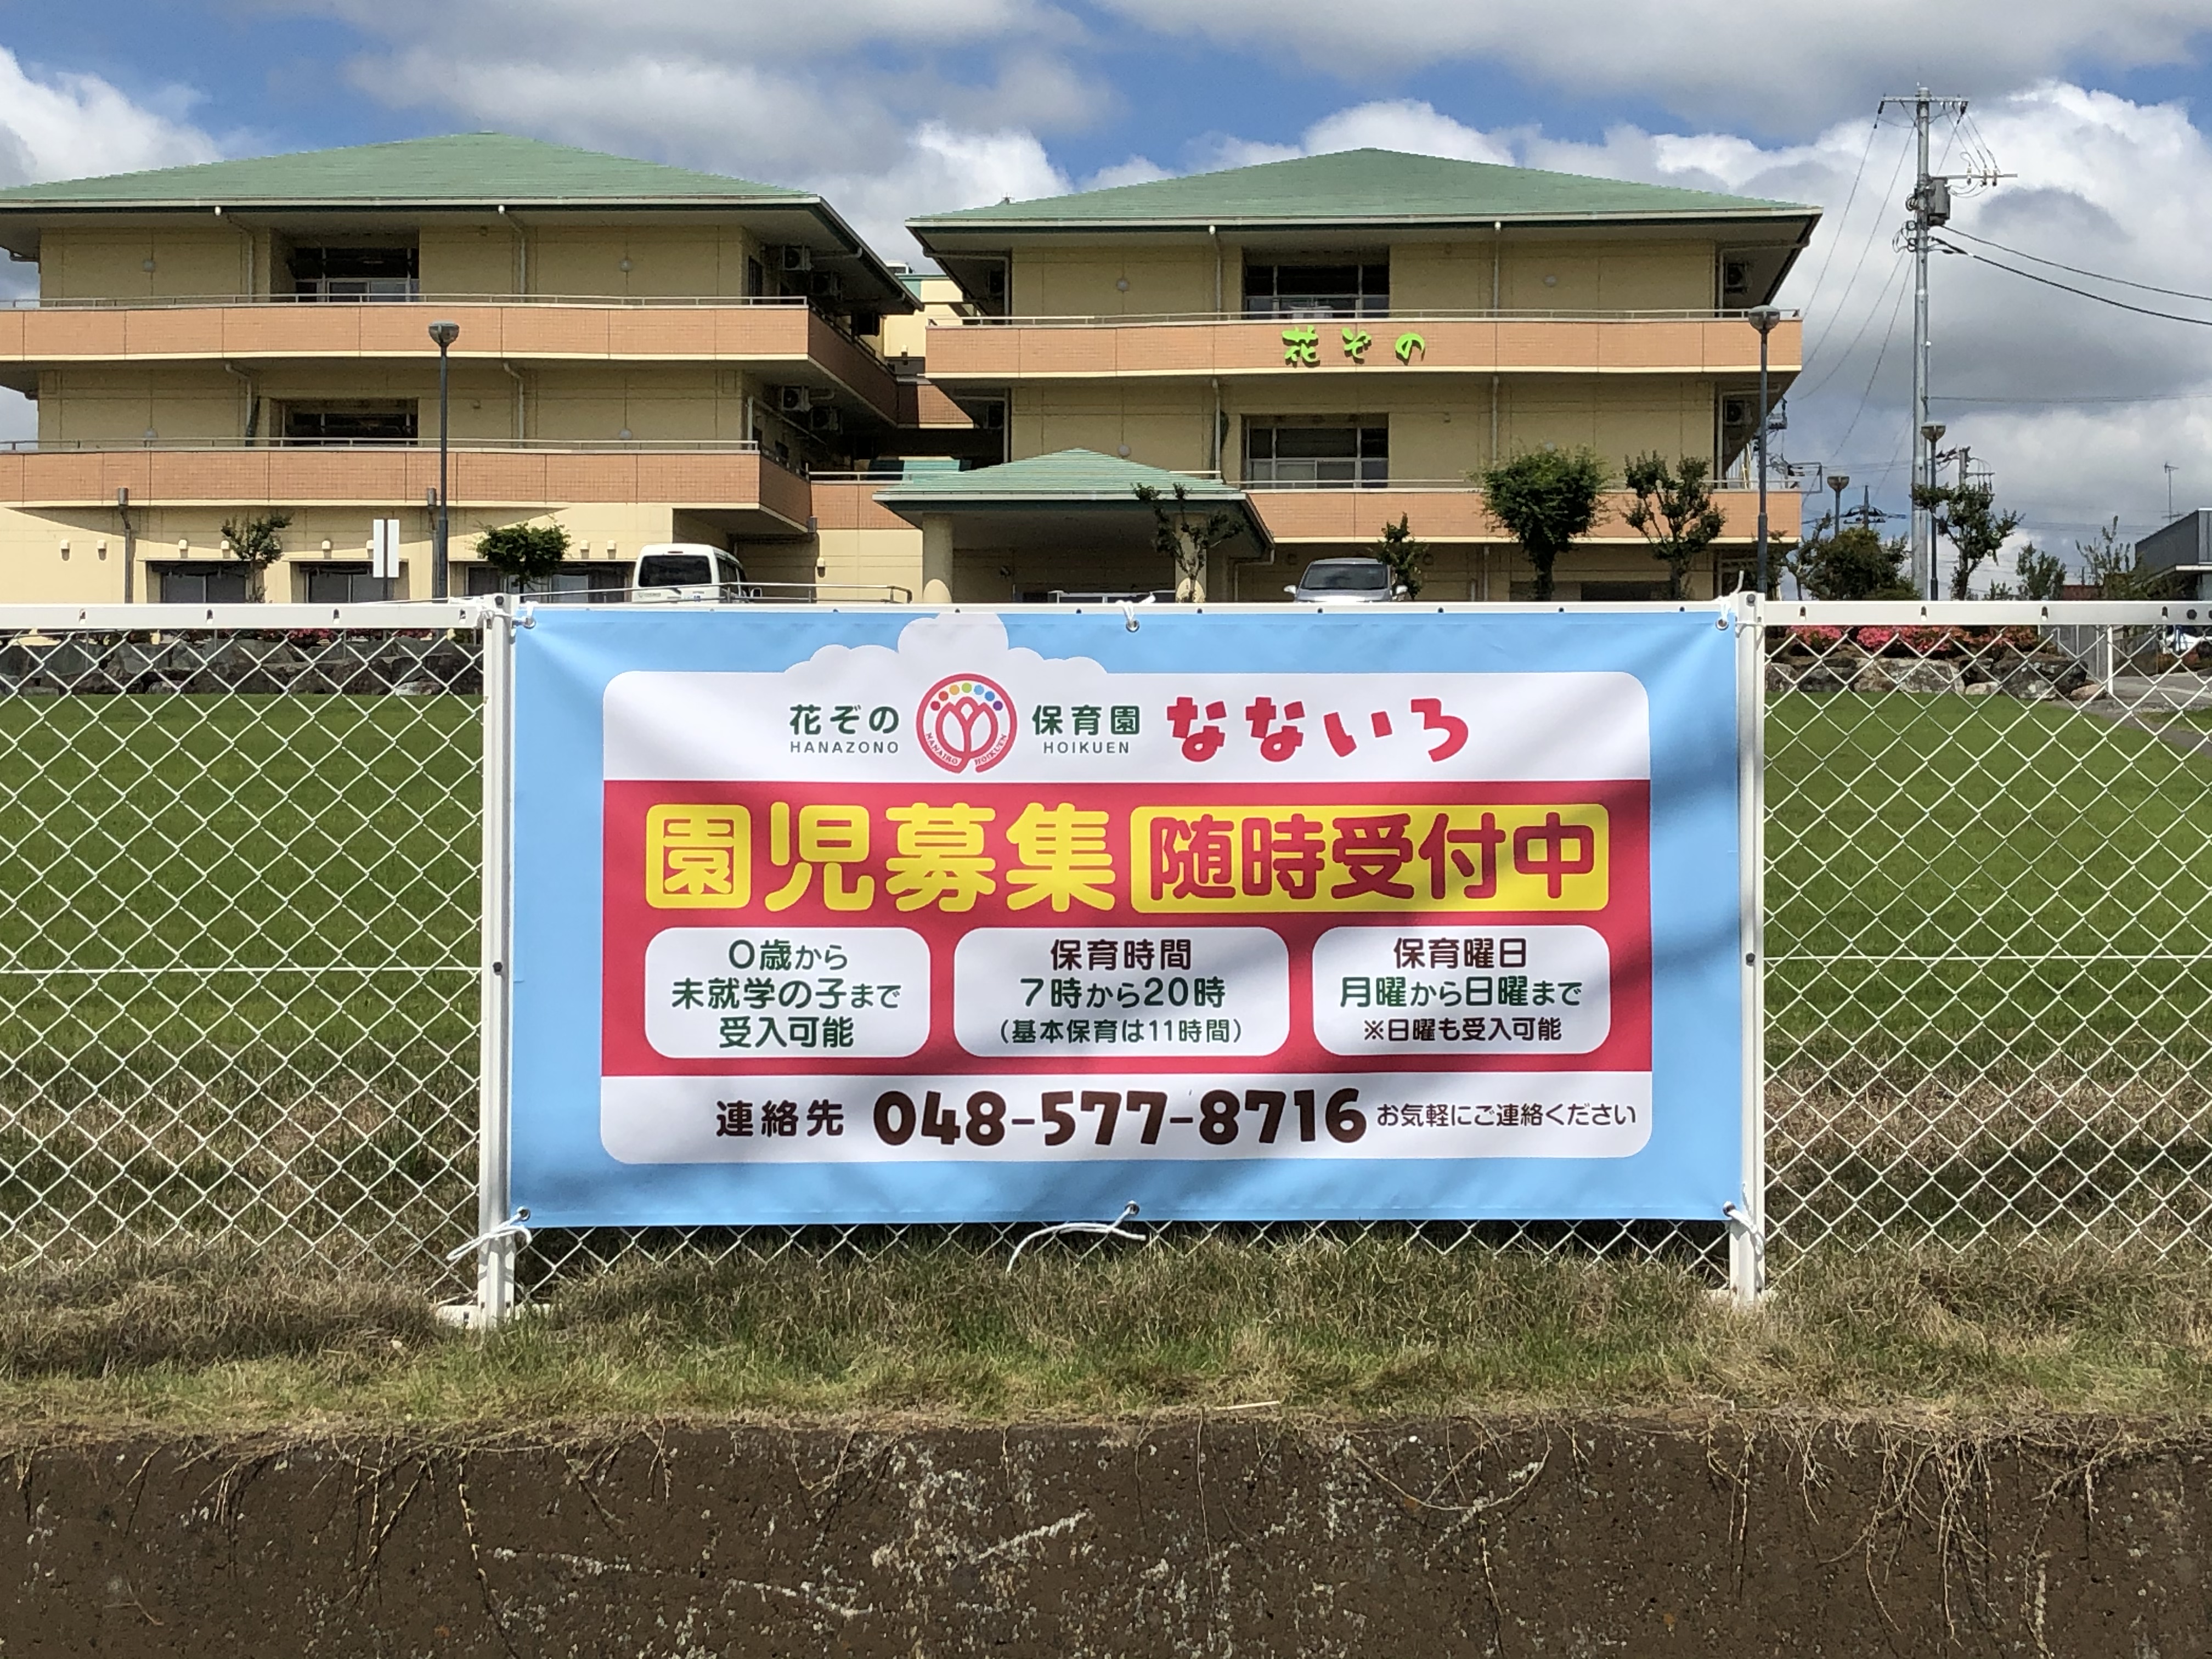 花ぞの
花ぞの 保育園 なないろ
HANAZONO HOIKUEN
NANAIRO HOIKUEN
園児募集 随時受付中
0歳から
未就学の子まで
受入可能
保育時間
7時から20時
(基本保育は11時間)
保育曜日
月曜から日曜まで
※日曜も受入可能
連絡先 048-577-8716 お気軽にご連絡ください